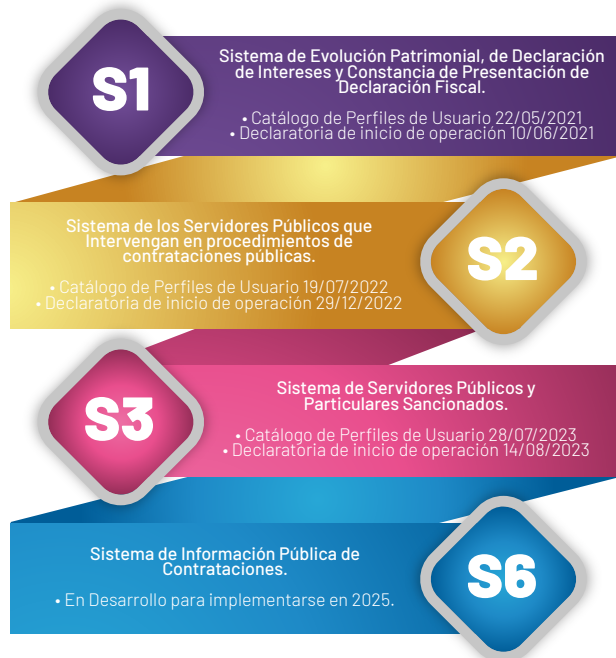 S1
Sistema de Evolución Patrimonial, de Declaración
de Intereses y Constancia de Presentación de
Declaración Fiscal.
• Catálogo de Perfiles de Usuario 22/05/2021
• Declaratoria de inicio de operación 10/06/2021
Sistema de los Servidores Públicos que
Intervengan en procedimientos de
contrataciones públicas.
• Catálogo de Perfiles de Usuario 19/07/2022
• Declaratoria de inicio de operación 29/12/2022
S2
S3
Sistema de Servidores Públicos y
Particulares Sancionados.
• Catálogo de Perfiles de Usuario 28/07/2023
• Declaratoria de inicio de operación 14/08/2023
Sistema de Información Pública de
Contrataciones.
• En Desarrollo para implementarse en 2025.
S6